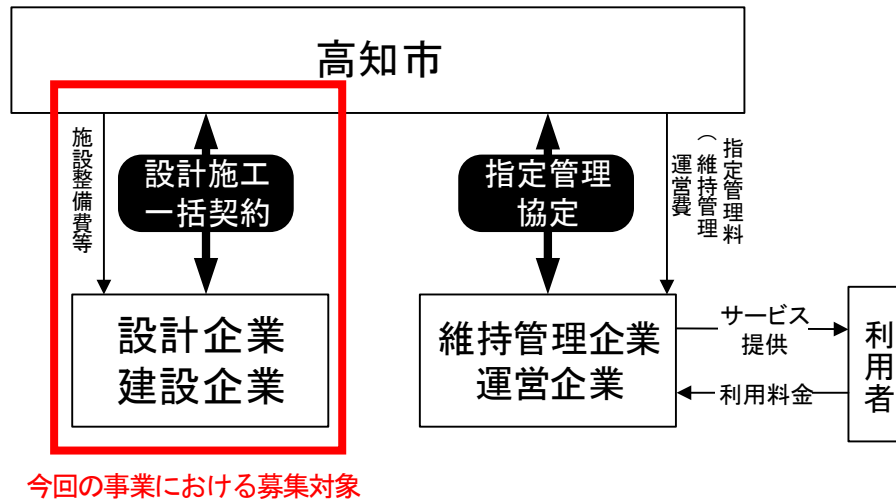 高知市
施設整備費等
設計施工
一括契約
指定管理
協定
指定管理料
（維持管理
運営費
設計企業
建設企業
維持管理企業
運営企業
サービス
提供
利用料金
利用者
今回の事業における募集対象